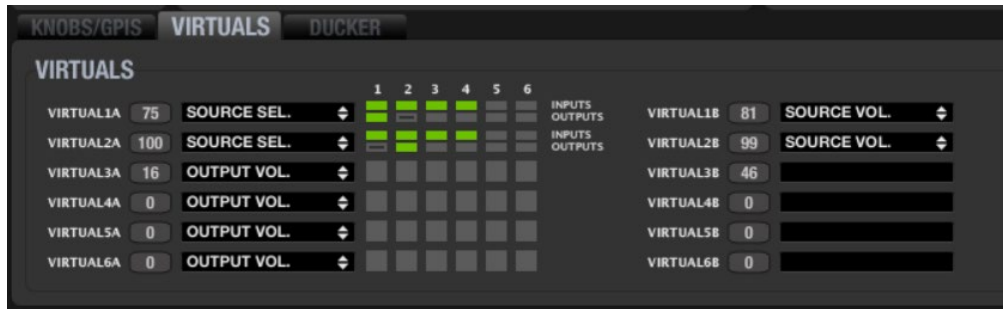 KNOBS/GPIS VIRTUALS DUCKER
VIRTUALS
1 2 3 4 5 6
VIRTUAL1A 75 SOURCE SEL. INPUTS OUTPUTS VIRTUAL1B 81 SOURCE VOL.
VIRTUAL2A 100 SOURCE SEL. INPUTS OUTPUTS VIRTUAL2B 99 SOURCE VOL.
VIRTUAL3A 16 OUTPUT VOL. VIRTUAL3B 46
VIRTUAL4A 0 OUTPUT VOL. VIRTUAL4B 0
VIRTUAL5A 0 OUTPUT VOL. VIRTUAL5B 0
VIRTUAL6A 0 OUTPUT VOL. VIRTUAL6B 0